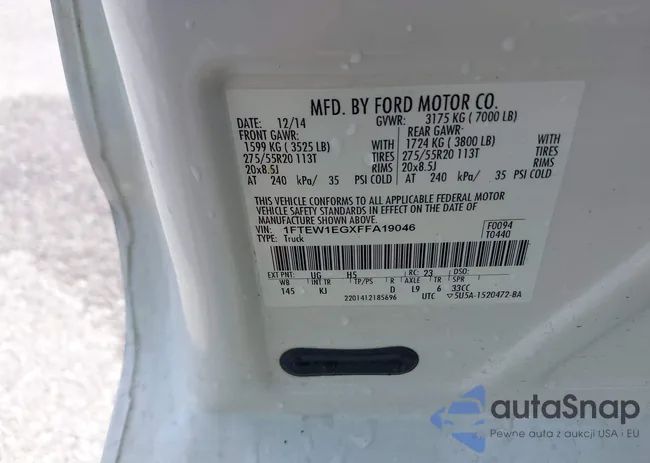 MFD. BY FORD MOTOR CO.
DATE: 12/14 GVWR: 3175 KG ( 7000 LB)
FRONT GAWR: REAR GAWR:
1599 KG ( 3525 LB) WITH 1724 KG ( 3800 LB) WITH
275/55R20 113T TIRES 275/55R20 113T TIRES
20x8.5J RIMS 20x8.5J RIMS
AT 240 kPa/ 35 PSI COLD AT 240 kPa/ 35 PSI COLD
THIS VEHICLE CONFORMS TO ALL APPLICABLE FEDERAL MOTOR
VEHICLE SAFETY STANDARDS IN EFFECT ON THE DATE OF
MANUFACTURE SHOWN ABOVE.
VIN: 1FTEW1EGXFFA19046 F0094
TYPE: Truck T0440
EXT PNT: UG H5 RC: 23 DSO:
WB INT TR TP/PS R AXLE TR SPR
145 KJ D L9 6 33CC
2201412185696 UTC ▽5U5A-1520472-BA
autaSnap
Pewne auta z aukcji USA i EU